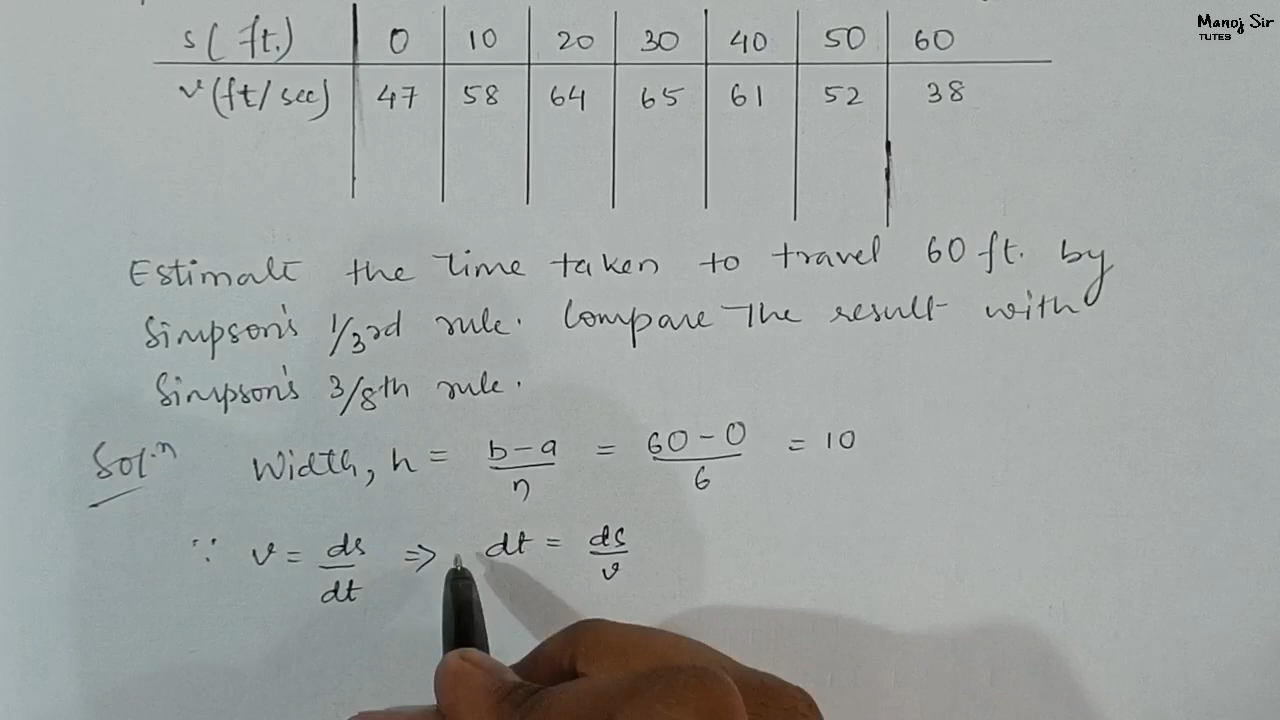 Manoj Sir
TUTES
s(ft.) 0 10 20 30 40 50 60
v(ft/sec) 47 58 64 65 61 52 38
Estimate the time taken to travel 60 ft. by
Simpson's 1/3rd rule. Compare the result with
Simpson's 3/8th rule.
Sol.n Width, h = b-a/n = 60-0/6 = 10
∵ v = ds/dt ⇒ dt = ds/v